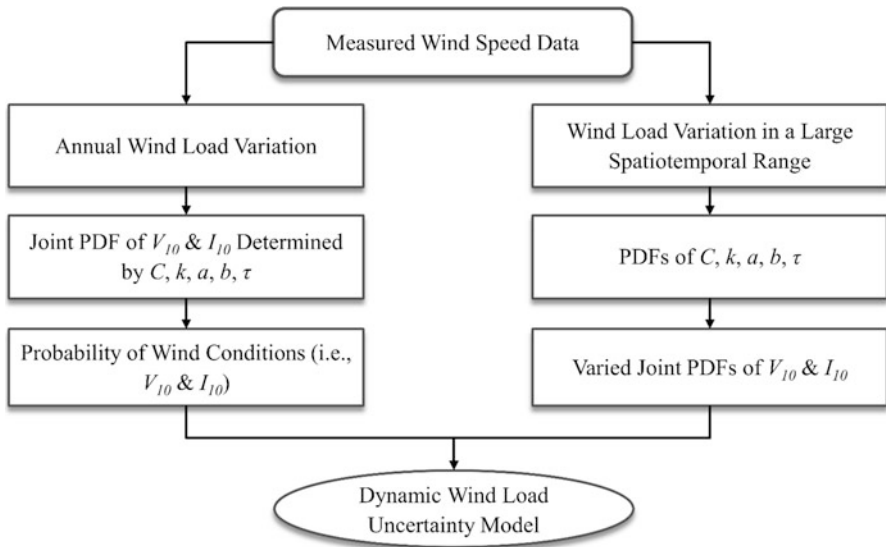 Measured Wind Speed Data
Annual Wind Load Variation
Joint PDF of V₁₀ & I₁₀ Determined
by C, k, a, b, τ
Probability of Wind Conditions (i.e.,
V₁₀ & I₁₀)
Wind Load Variation in a Large
Spatiotemporal Range
PDFs of C, k, a, b, τ
Varied Joint PDFs of V₁₀ & I₁₀
Dynamic Wind Load
Uncertainty Model